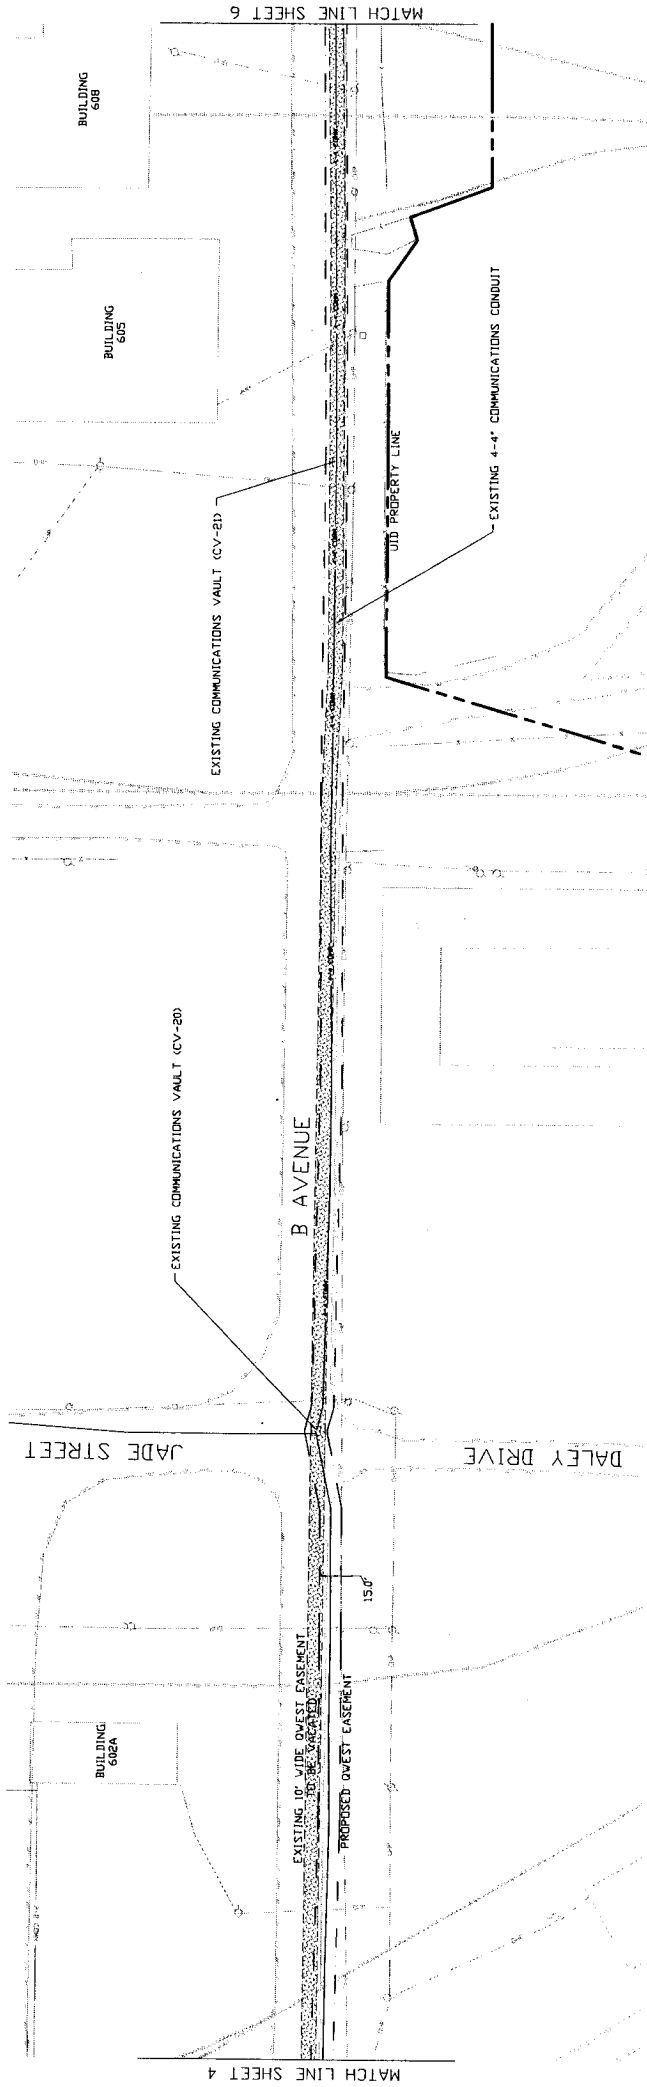 MATCH LINE SHEET 6
BUILDING
608
BUILDING
605
EXISTING COMMUNICATIONS VAULT (CV-21)
UID PROPERTY LINE
EXISTING 4-4" COMMUNICATIONS CONDUIT
EXISTING COMMUNICATIONS VAULT (CV-20)
B AVENUE
JADE STREET
DALEY DRIVE
15.0'
EXISTING 10' WIDE QWEST EASEMENT
TO BE VACATED
PROPOSED QWEST EASEMENT
BUILDING
602A
MATCH LINE SHEET 4